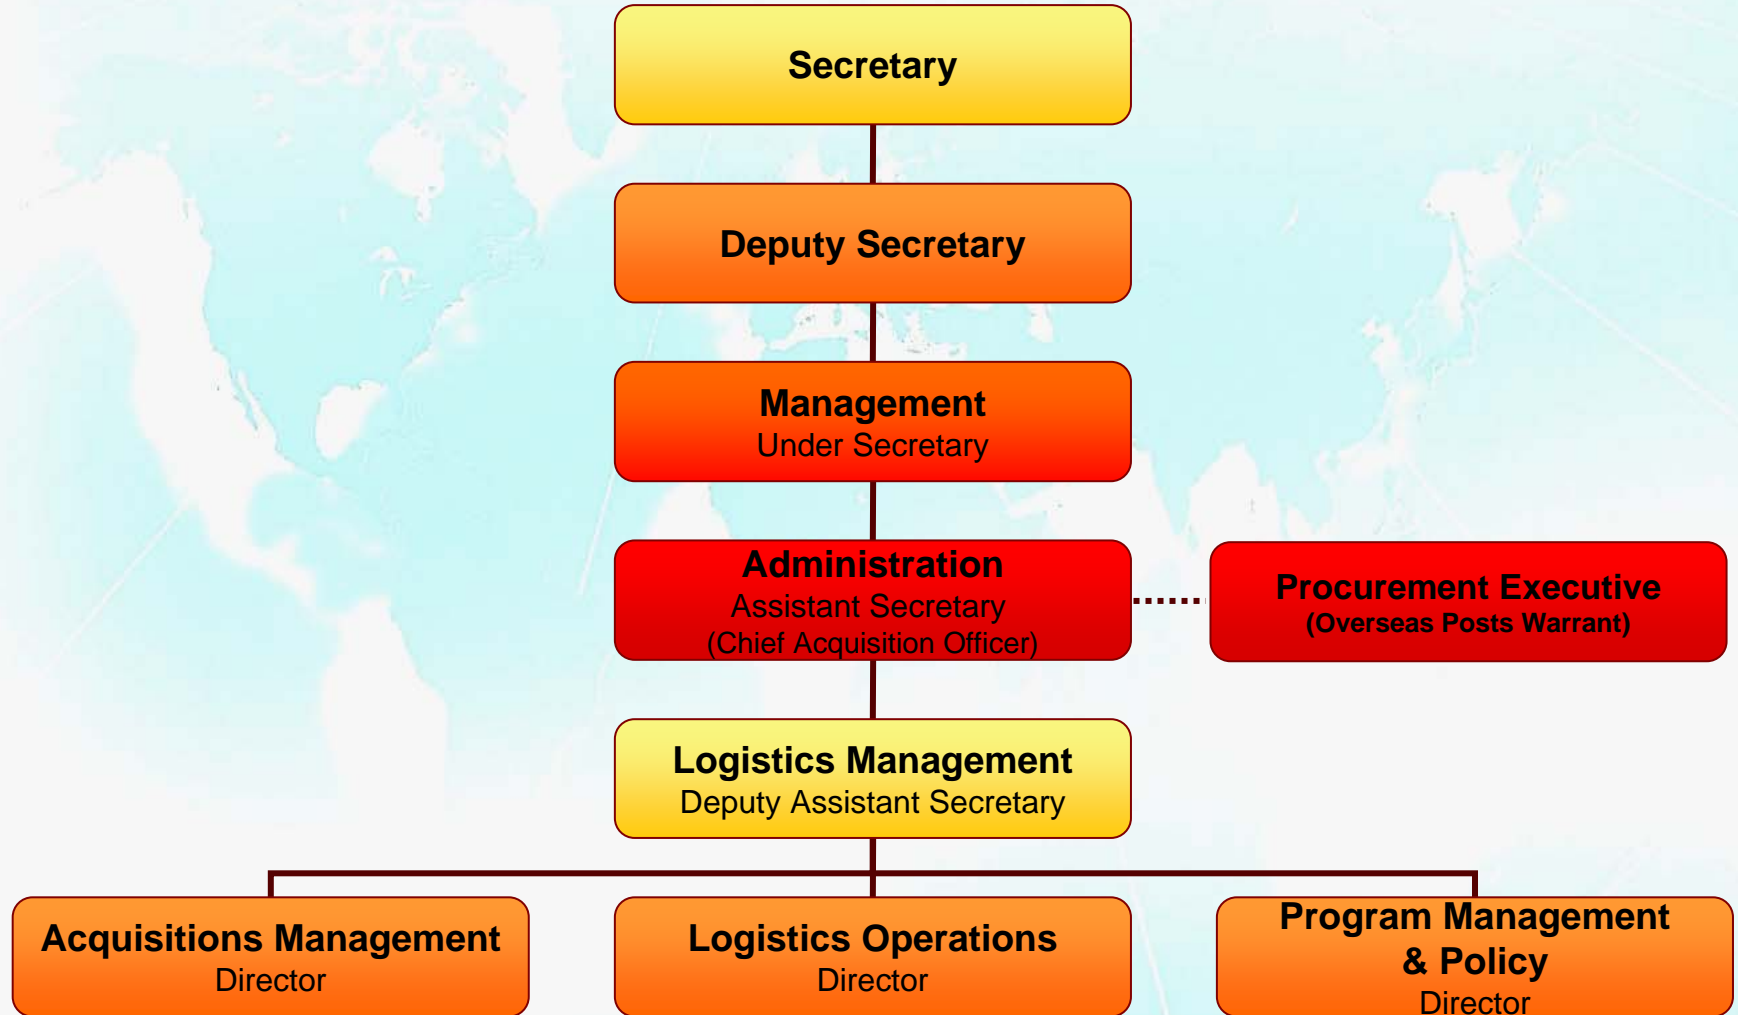 Secretary
Deputy Secretary
Management
Under Secretary
Administration
Assistant Secretary
(Chief Acquisition Officer)
Procurement Executive
(Overseas Posts Warrant)
Logistics Management
Deputy Assistant Secretary
Acquisitions Management
Director
Logistics Operations
Director
Program Management
& Policy
Director